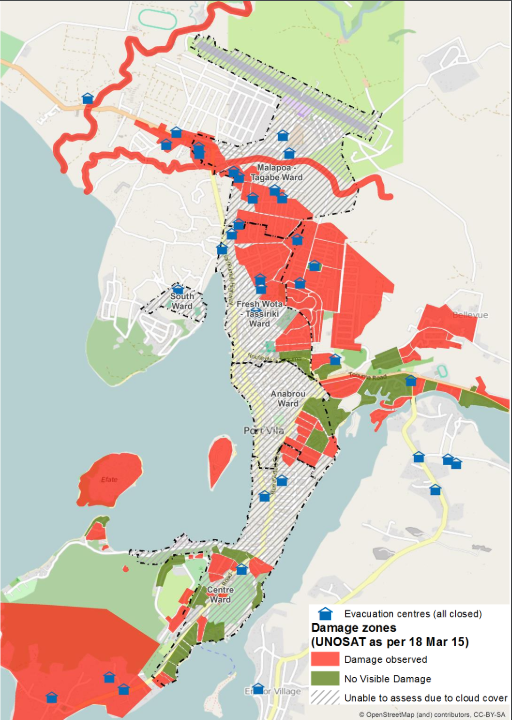 Malapoa -
Tagabe Ward
South
Ward
Fresh Wota
- Tassiriki
Ward
Bellevue
Anabrou
Ward
Port Vila
Efate
Centre
Ward
Evacuation centres (all closed)
Damage zones
(UNOSAT as per 18 Mar 15)
Damage observed
No Visible Damage
Unable to assess due to cloud cover
Village
© OpenStreetMap (and) contributors, CC-BY-SA